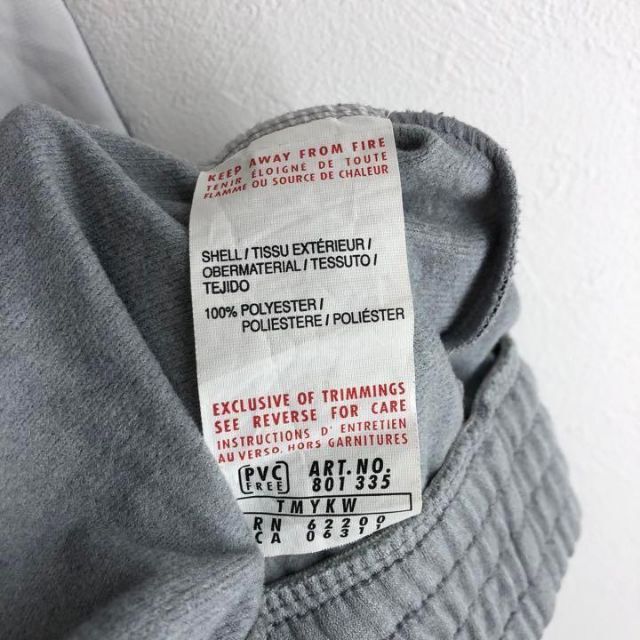 KEEP AWAY FROM FIRE
TENIR ÉLOIGNÉ DE TOUTE
FLAMME OU SOURCE DE CHALEUR
SHELL / TISSU EXTÉRIEUR /
OBERMATERIAL / TESSUTO /
TEJIDO
100% POLYESTER /
POLIESTERE / POLIÉSTER
EXCLUSIVE OF TRIMMINGS
SEE REVERSE FOR CARE
INSTRUCTIONS D' ENTRETIEN
AU VERSO. HORS GARNITURES
PVC FREE
ART.NO.
801 335
TMYKW
RN 62200
CA